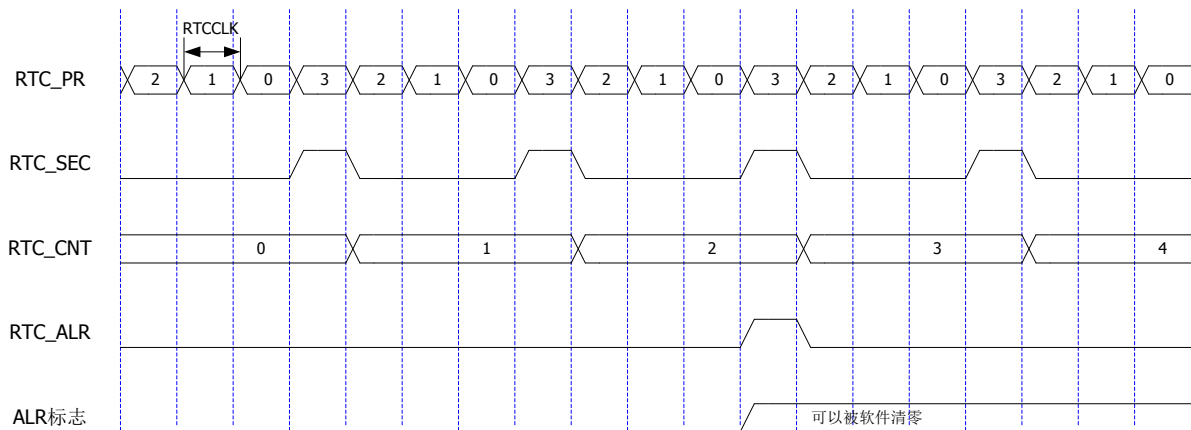 RTCCLK
RTC_PR 2 1 0 3 2 1 0 3 2 1 0 3 2 1 0 3 2 1 0
RTC_SEC
RTC_CNT 0 1 2 3 4
RTC_ALR
ALR标志 可以被软件清零